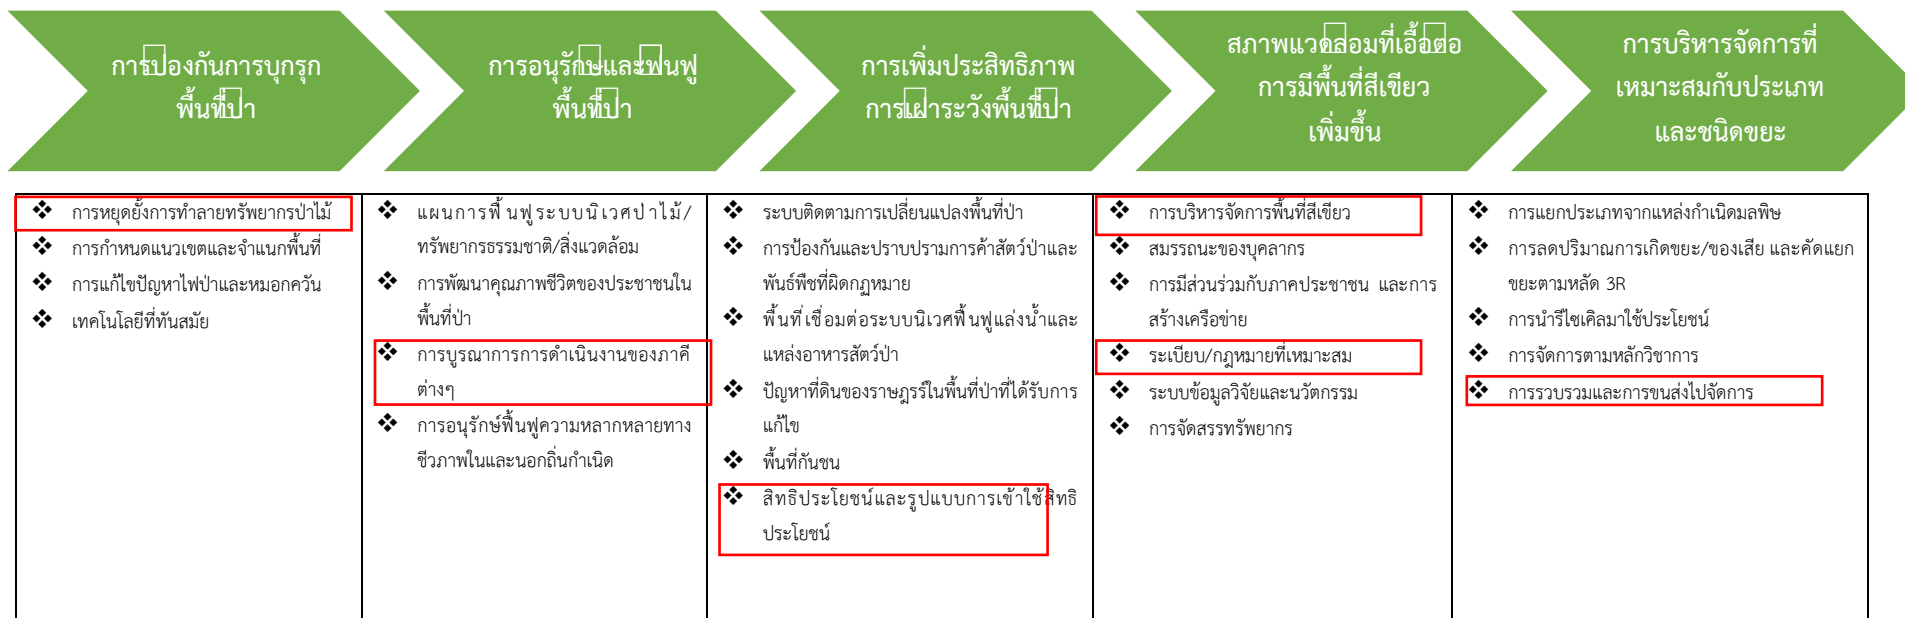 การป้องกันการบุกรุก
พื้นที่ป่า
การอนุรักษ์และฟื้นฟู
พื้นที่ป่า
การเพิ่มประสิทธิภาพ
การเฝ้าระวังพื้นที่ป่า
สภาพแวดล้อมที่เอื้อต่อ
การมีพื้นที่สีเขียว
เพิ่มขึ้น
การบริหารจัดการที่
เหมาะสมกับประเภท
และชนิดขยะ
❖ การหยุดยั้งการทำลายทรัพยากรป่าไม้
❖ การกำหนดแนวเขตและจำแนกพื้นที่
❖ การแก้ไขปัญหาไฟป่าและหมอกควัน
❖ เทคโนโลยีที่ทันสมัย
❖ แผนการฟื้นฟูระบบนิเวศป่าไม้/
ทรัพยากรธรรมชาติ/สิ่งแวดล้อม
❖ การพัฒนาคุณภาพชีวิตของประชาชนใน
พื้นที่ป่า
❖ การบูรณาการการดำเนินงานของภาคี
ต่างๆ
❖ การอนุรักษ์ฟื้นฟูความหลากหลายทาง
ชีวภาพในและนอกถิ่นกำเนิด
❖ ระบบติดตามการเปลี่ยนแปลงพื้นที่ป่า
❖ การป้องกันและปราบปรามการค้าสัตว์ป่าและ
พันธ์พืชที่ผิดกฎหมาย
❖ พื้นที่เชื่อมต่อระบบนิเวศฟื้นฟูแล่งน้ำและ
แหล่งอาหารสัตว์ป่า
❖ ปัญหาที่ดินของราษฎรร์ในพื้นที่ป่าที่ได้รับการ
แก้ไข
❖ พื้นที่กันชน
❖ สิทธิประโยชน์และรูปแบบการเข้าใช้สิทธิ
ประโยชน์
❖ การบริหารจัดการพื้นที่สีเขียว
❖ สมรรถนะของบุคลากร
❖ การมีส่วนร่วมกับภาคประชาชน และการ
สร้างเครือข่าย
❖ ระเบียบ/กฎหมายที่เหมาะสม
❖ ระบบข้อมูลวิจัยและนวัตกรรม
❖ การจัดสรรทรัพยากร
❖ การแยกประเภทจากแหล่งกำเนิดมลพิษ
❖ การลดปริมาณการเกิดขยะ/ของเสีย และคัดแยก
ขยะตามหลัด 3R
❖ การนำรีไซเคิลมาใช้ประโยชน์
❖ การจัดการตามหลักวิชาการ
❖ การรวบรวมและการขนส่งไปจัดการ